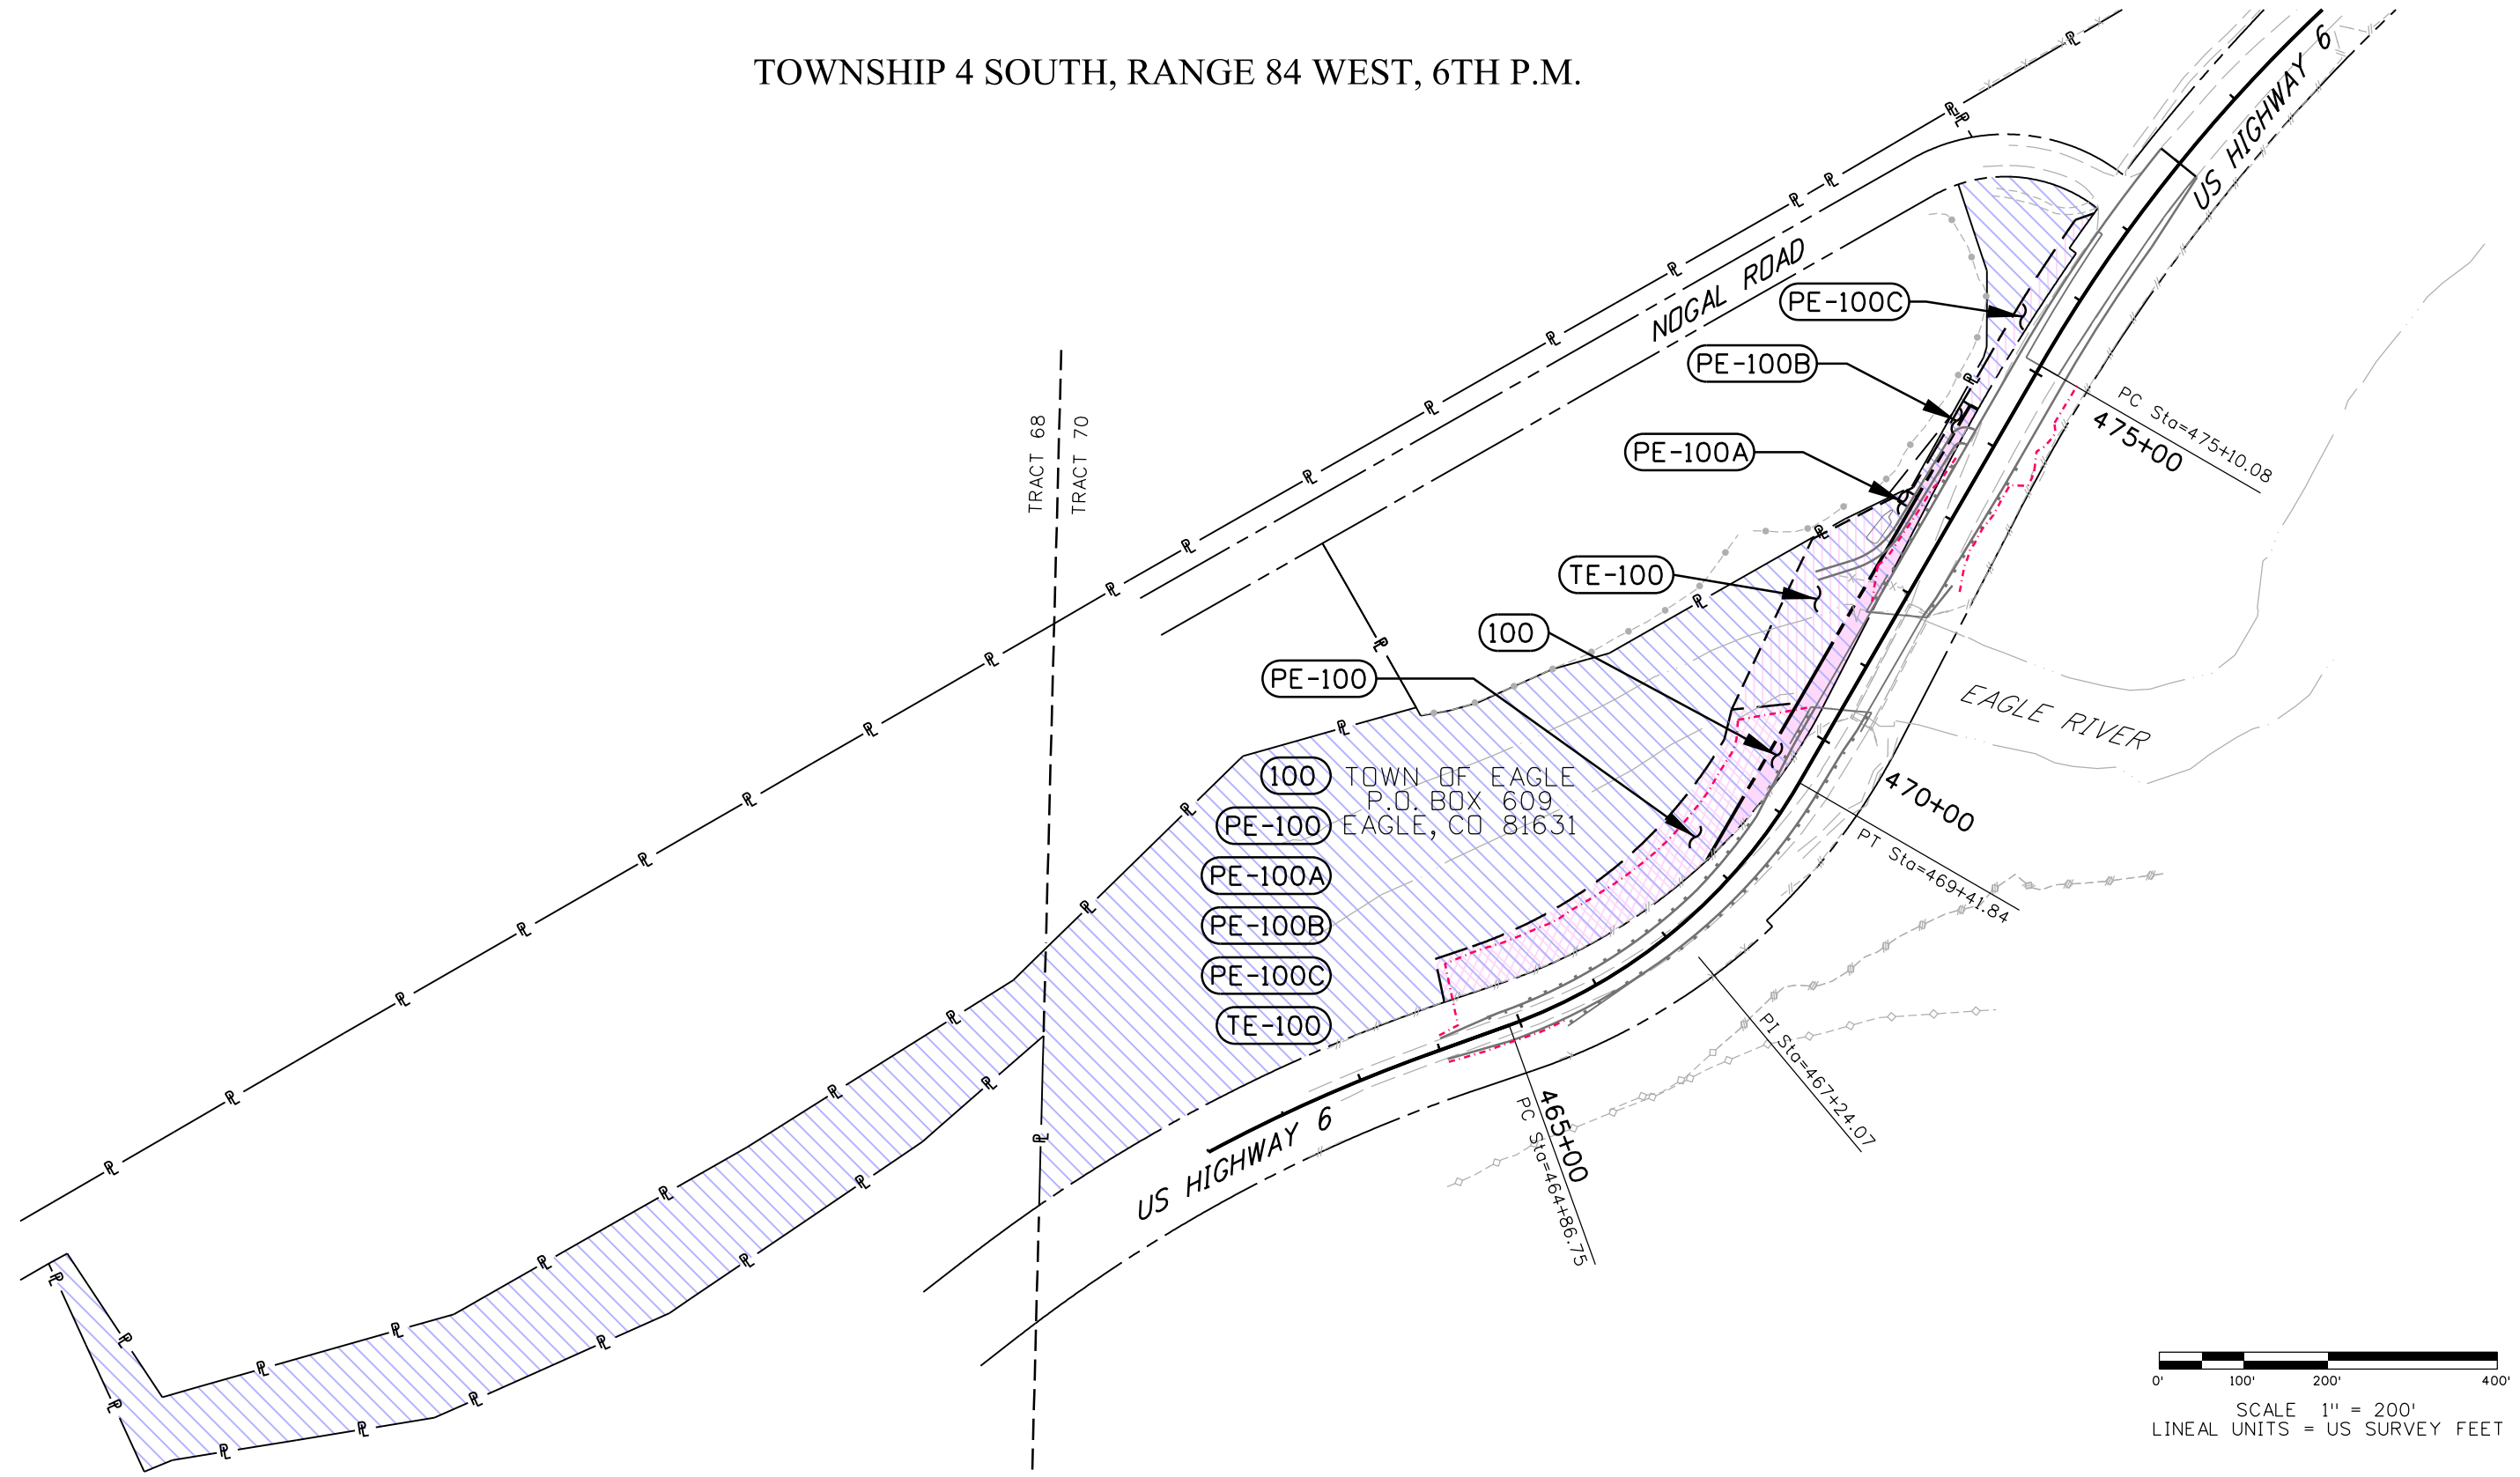 TOWNSHIP 4 SOUTH, RANGE 84 WEST, 6TH P.M.
US HIGHWAY 6
NOGAL ROAD
PE-100C
PE-100B
PE-100A
TE-100
100
PE-100
TRACT 68
TRACT 70
PC Sta=475+10.08
475+00
EAGLE RIVER
470+00
PT Sta=469+41.84
100 TOWN OF EAGLE
P.O. BOX 609
PE-100 EAGLE, CO 81631
PE-100A
PE-100B
PE-100C
TE-100
PI Sta=467+24.07
465+00
PC Sta=464+86.75
US HIGHWAY 6
0' 100' 200' 400'
SCALE 1" = 200'
LINEAL UNITS = US SURVEY FEET